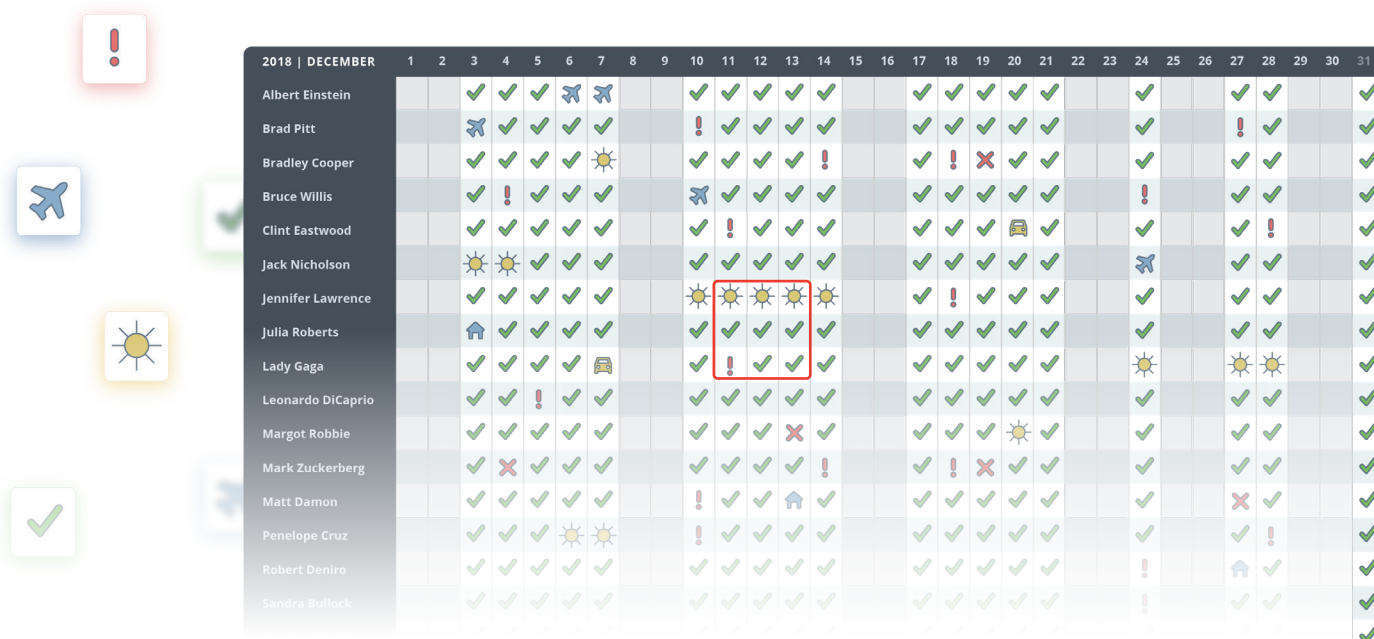 2018 | DECEMBER 1 2 3 4 5 6 7 8 9 10 11 12 13 14 15 16 17 18 19 20 21 22 23 24 25 26 27 28 29 30 31
Albert Einstein
Brad Pitt
Bradley Cooper
Bruce Willis
Clint Eastwood
Jack Nicholson
Jennifer Lawrence
Julia Roberts
Lady Gaga
Leonardo DiCaprio
Margot Robbie
Mark Zuckerberg
Matt Damon
Penelope Cruz
Robert Deniro
Sandra Bullock